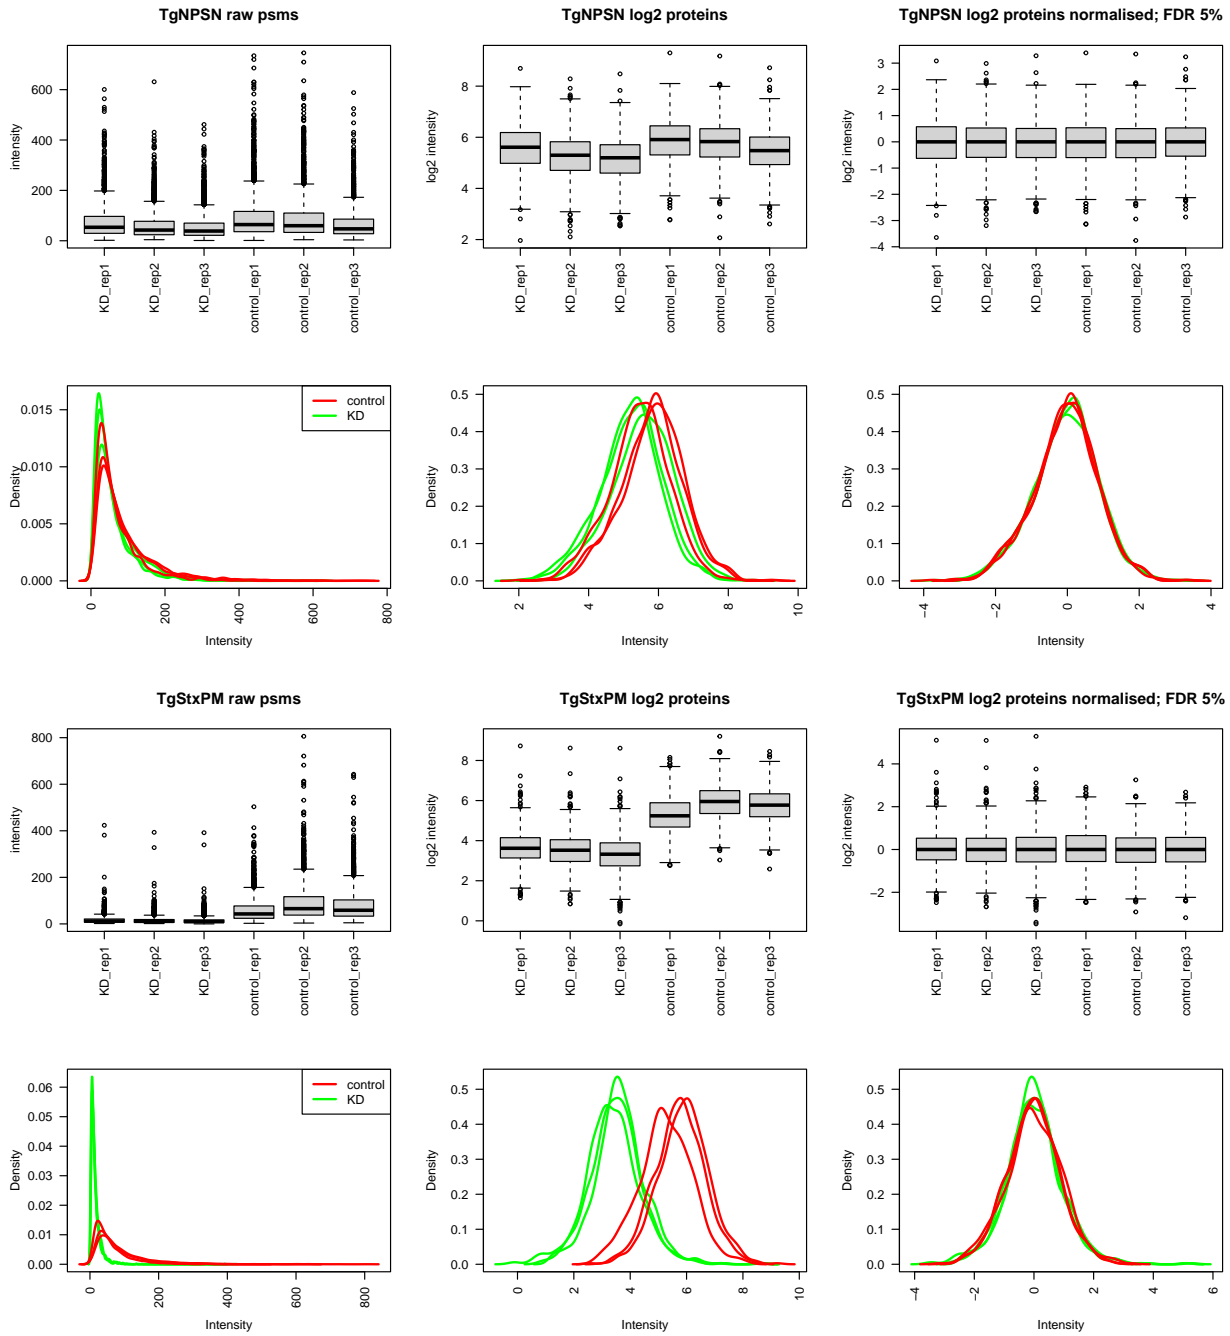 TgNPSN raw psms
intensity
0
200
400
600
KD_rep1
KD_rep2
KD_rep3
control_rep1
control_rep2
control_rep3
TgNPSN log2 proteins
log2 intensity
2
4
6
8
KD_rep1
KD_rep2
KD_rep3
control_rep1
control_rep2
control_rep3
TgNPSN log2 proteins normalised; FDR 5%
log2 intensity
−4
−3
−2
−1
0
1
2
3
KD_rep1
KD_rep2
KD_rep3
control_rep1
control_rep2
control_rep3
Density
0.000
0.005
0.010
0.015
control
KD
0
200
400
600
800
Intensity
Density
0.0
0.1
0.2
0.3
0.4
0.5
2
4
6
8
10
Intensity
Density
0.0
0.1
0.2
0.3
0.4
0.5
−4
−2
0
2
4
Intensity
TgStxPM raw psms
intensity
0
200
400
600
800
KD_rep1
KD_rep2
KD_rep3
control_rep1
control_rep2
control_rep3
TgStxPM log2 proteins
log2 intensity
0
2
4
6
8
KD_rep1
KD_rep2
KD_rep3
control_rep1
control_rep2
control_rep3
TgStxPM log2 proteins normalised; FDR 5%
log2 intensity
−2
0
2
4
KD_rep1
KD_rep2
KD_rep3
control_rep1
control_rep2
control_rep3
Density
0.00
0.01
0.02
0.03
0.04
0.05
0.06
control
KD
0
200
400
600
800
Intensity
Density
0.0
0.1
0.2
0.3
0.4
0.5
0
2
4
6
8
10
Intensity
Density
0.0
0.1
0.2
0.3
0.4
0.5
−4
−2
0
2
4
6
Intensity